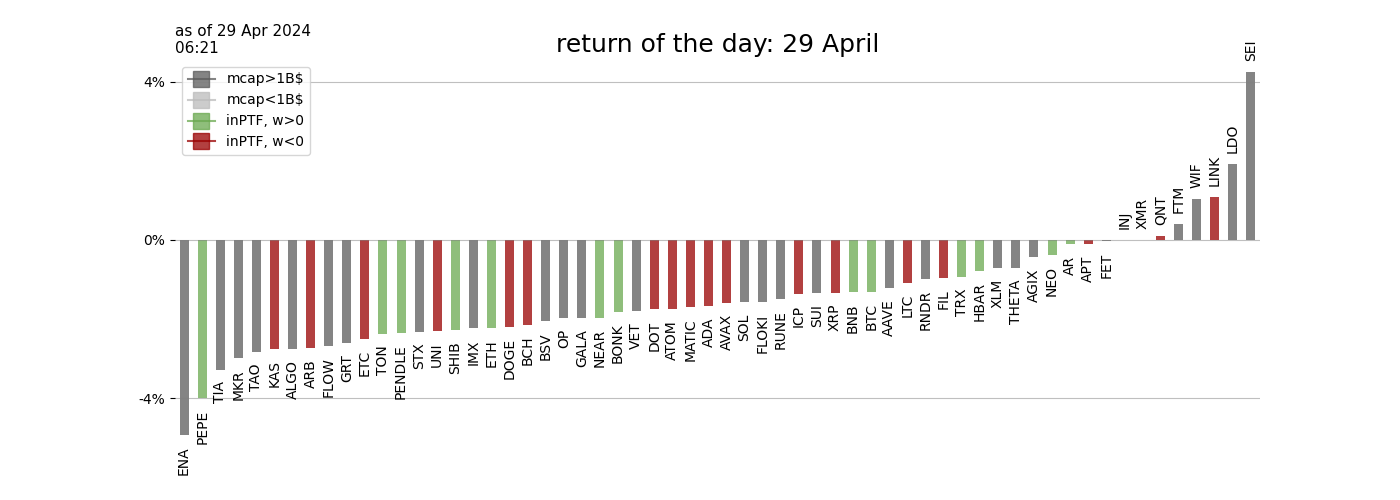 as of 29 Apr 2024
06:21
return of the day: 29 April
mcap>1B$
mcap<1B$
inPTF, w>0
inPTF, w<0
4%
0%
-4%
ENA
PEPE
TIA
MKR
TAO
KAS
ALGO
ARB
FLOW
GRT
ETC
TON
PENDLE
STX
UNI
SHIB
IMX
ETH
DOGE
BCH
BSV
OP
GALA
NEAR
BONK
VET
DOT
ATOM
MATIC
ADA
AVAX
SOL
FLOKI
RUNE
ICP
SUI
XRP
BNB
BTC
AAVE
LTC
RNDR
FIL
TRX
HBAR
XLM
THETA
AGIX
NEO
AR
APT
FET
INJ
XMR
QNT
FTM
WIF
LINK
LDO
SEI